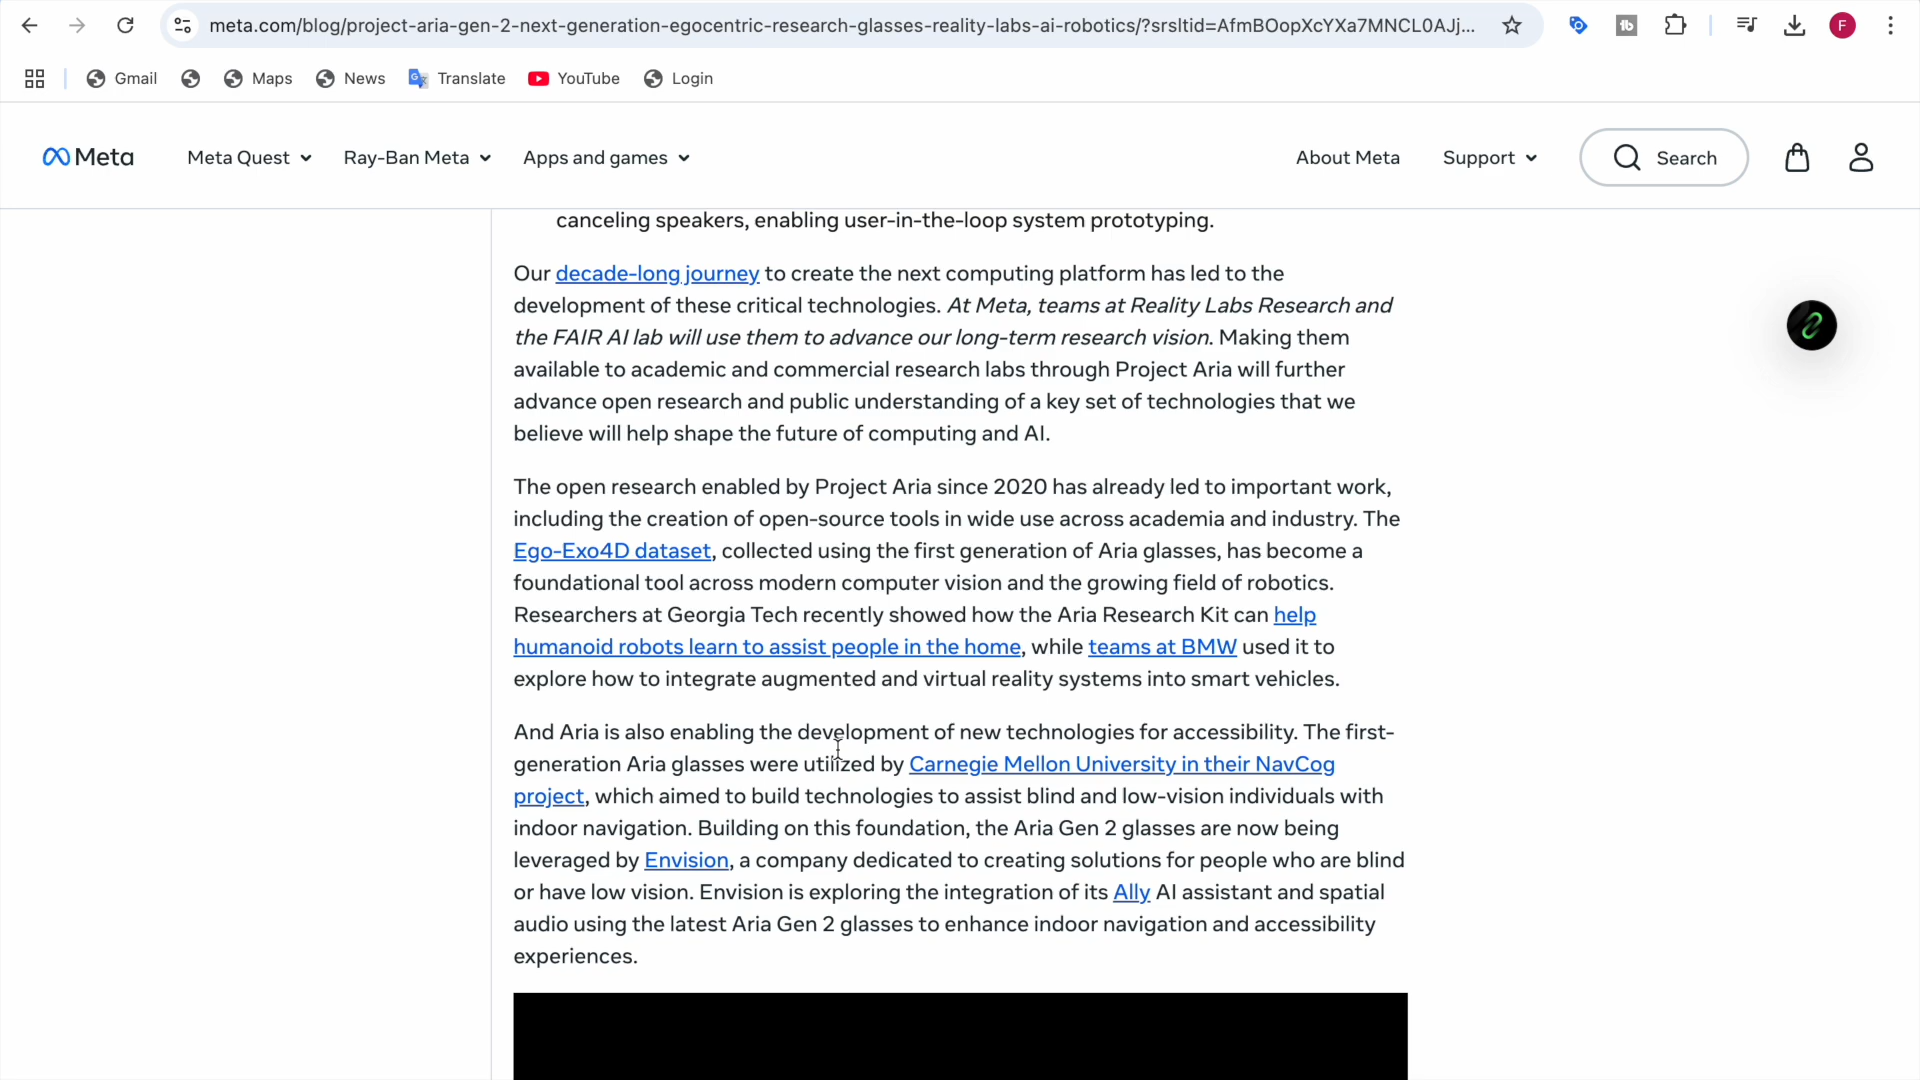 meta.com/blog/project-aria-gen-2-next-generation-egocentric-research-glasses-reality-labs-ai-robotics/?srsltid=AfmBOopXcYXa7MNCL0AJj...
tb
F
Gmail
Maps
News
Translate
YouTube
Login
Meta
Meta Quest
Ray-Ban Meta
Apps and games
About Meta
Support
Search
canceling speakers, enabling user-in-the-loop system prototyping.
Our decade-long journey to create the next computing platform has led to the
development of these critical technologies. At Meta, teams at Reality Labs Research and
the FAIR AI lab will use them to advance our long-term research vision. Making them
available to academic and commercial research labs through Project Aria will further
advance open research and public understanding of a key set of technologies that we
believe will help shape the future of computing and AI.
The open research enabled by Project Aria since 2020 has already led to important work,
including the creation of open-source tools in wide use across academia and industry. The
Ego-Exo4D dataset, collected using the first generation of Aria glasses, has become a
foundational tool across modern computer vision and the growing field of robotics.
Researchers at Georgia Tech recently showed how the Aria Research Kit can help
humanoid robots learn to assist people in the home, while teams at BMW used it to
explore how to integrate augmented and virtual reality systems into smart vehicles.
And Aria is also enabling the development of new technologies for accessibility. The first-
generation Aria glasses were utilized by Carnegie Mellon University in their NavCog
project, which aimed to build technologies to assist blind and low-vision individuals with
indoor navigation. Building on this foundation, the Aria Gen 2 glasses are now being
leveraged by Envision, a company dedicated to creating solutions for people who are blind
or have low vision. Envision is exploring the integration of its Ally AI assistant and spatial
audio using the latest Aria Gen 2 glasses to enhance indoor navigation and accessibility
experiences.